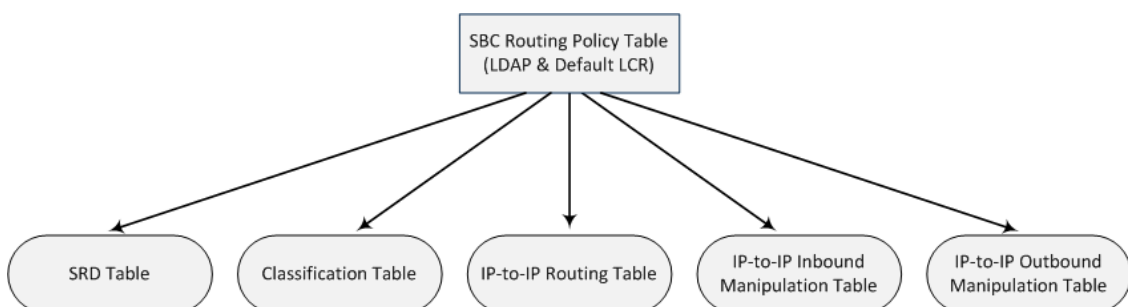 SBC Routing Policy Table
(LDAP & Default LCR)
SRD Table
Classification Table
IP-to-IP Routing Table
IP-to-IP Inbound
Manipulation Table
IP-to-IP Outbound
Manipulation Table